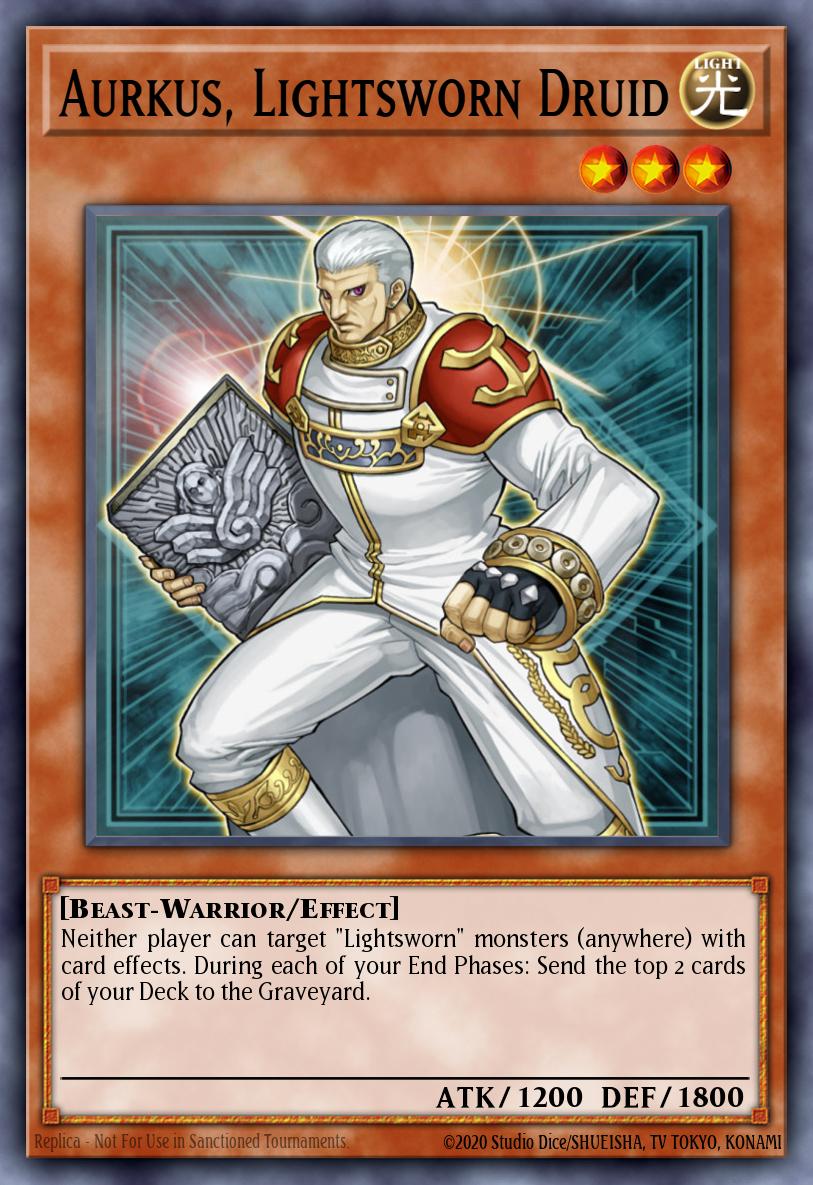 Aurkus, Lightsworn Druid
LIGHT
光
[Beast-Warrior/Effect]
Neither player can target "Lightsworn" monsters (anywhere) with
card effects. During each of your End Phases: Send the top 2 cards
of your Deck to the Graveyard.
ATK/1200 DEF/1800
Replica - Not For Use in Sanctioned Tournaments.
©2020 Studio Dice/SHUEISHA, TV TOKYO, KONAMI